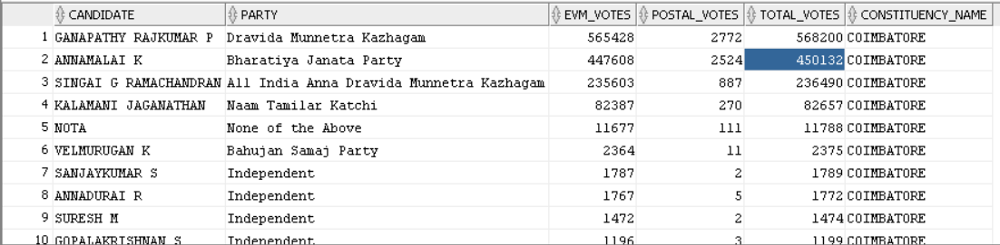 CANDIDATE PARTY EVM_VOTES POSTAL_VOTES TOTAL_VOTES CONSTITUENCY_NAME
1 GANAPATHY RAJKUMAR P Dravida Munnetra Kazhagam 565428 2772 568200 COIMBATORE
2 ANNAMALAI K Bharatiya Janata Party 447608 2524 450132 COIMBATORE
3 SINGAI G RAMACHANDRAN All India Anna Dravida Munnetra Kazhagam 235603 887 236490 COIMBATORE
4 KALAMANI JAGANATHAN Naam Tamilar Katchi 82387 270 82657 COIMBATORE
5 NOTA None of the Above 11677 111 11788 COIMBATORE
6 VELMURUGAN K Bahujan Samaj Party 2364 11 2375 COIMBATORE
7 SANJAYKUMAR S Independent 1787 2 1789 COIMBATORE
8 ANNADURAI R Independent 1767 5 1772 COIMBATORE
9 SURESH M Independent 1472 2 1474 COIMBATORE
10 GOPALAKRISHNAN S Independent 1196 3 1199 COIMBATORE